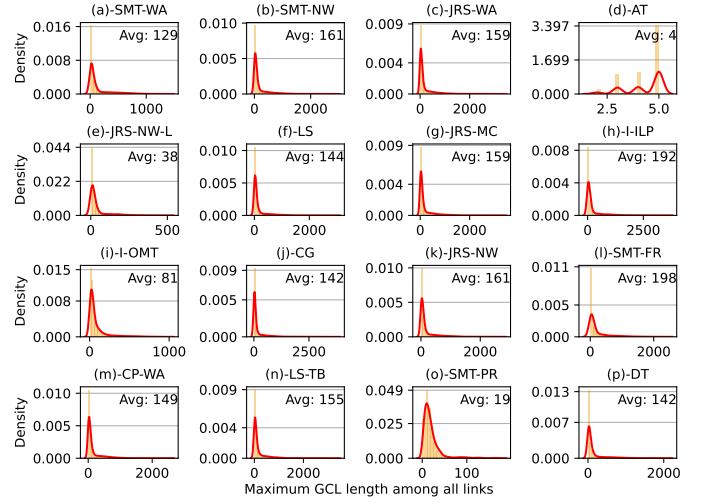 (a)-SMT-WA (b)-SMT-NW (c)-JRS-WA (d)-AT
Density
0.016 0.008 0.000 Avg: 129 0 1000
0.010 0.005 0.000 Avg: 161 0 2000
0.009 0.004 0.000 Avg: 159 0 2000
3.397 1.699 0.000 Avg: 4 2.5 5.0
(e)-JRS-NW-L (f)-LS (g)-JRS-MC (h)-I-ILP
Density
0.044 0.022 0.000 Avg: 38 0 500
0.010 0.005 0.000 Avg: 144 0 2000
0.009 0.004 0.000 Avg: 159 0 2000
0.008 0.004 0.000 Avg: 192 0 2500
(i)-I-OMT (j)-CG (k)-JRS-NW (l)-SMT-FR
Density
0.015 0.008 0.000 Avg: 81 0 1000
0.009 0.005 0.000 Avg: 142 0 2500
0.010 0.005 0.000 Avg: 161 0 2000
0.011 0.005 0.000 Avg: 198 0 2000
(m)-CP-WA (n)-LS-TB (o)-SMT-PR (p)-DT
Density
0.010 0.005 0.000 Avg: 149 0 2000
0.009 0.004 0.000 Avg: 155 0 2000
0.049 0.025 0.000 Avg: 19 0 100
0.013 0.007 0.000 Avg: 142 0 2000
Maximum GCL length among all links